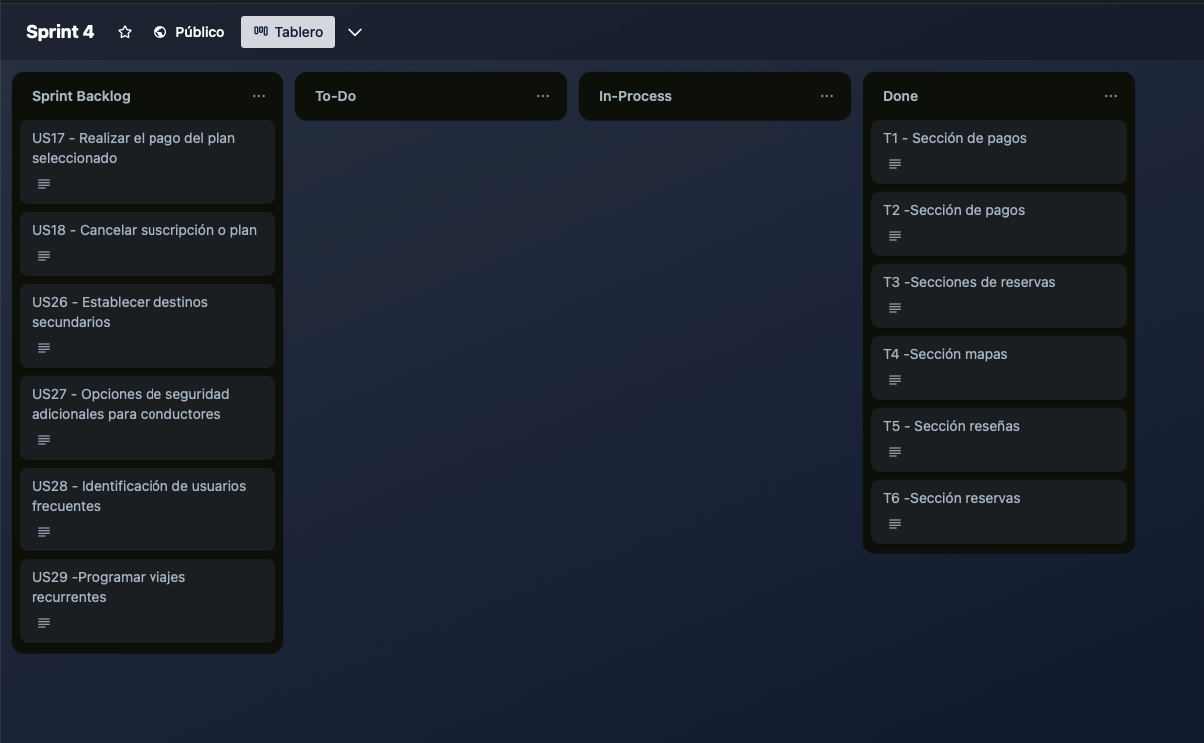 Sprint 4
Público
Tablero
Sprint Backlog
US17 - Realizar el pago del plan
seleccionado
US18 - Cancelar suscripción o plan
US26 - Establecer destinos
secundarios
US27 - Opciones de seguridad
adicionales para conductores
US28 - Identificación de usuarios
frecuentes
US29 -Programar viajes
recurrentes
To-Do
In-Process
Done
T1 - Sección de pagos
T2 -Sección de pagos
T3 -Secciones de reservas
T4 -Sección mapas
T5 - Sección reseñas
T6 -Sección reservas